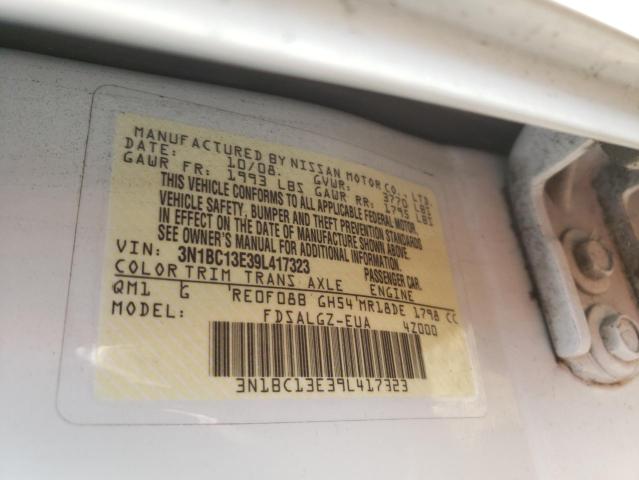 MANUFACTURED BY NISSAN MOTOR CO., LTD.
DATE: 10/08. GVWR: 3770 LBS
GAWR FR: 1993 LBS GAWR RR: 1795 LBS
THIS VEHICLE CONFORMS TO ALL APPLICABLE FEDERAL MOTOR
VEHICLE SAFETY, BUMPER AND THEFT PREVENTION STANDARDS
IN EFFECT ON THE DATE OF MANUFACTURE SHOWN ABOVE.
SEE OWNER'S MANUAL FOR ADDITIONAL INFORMATION.
VIN: 3N1BC13E39L417323 PASSENGER CAR.
COLOR TRIM TRANS AXLE ENGINE
QM1 G RE0F08B GH54 MR18DE 1798 CC
MODEL: FDSALGZ-EUA 42000
3N1BC13E39L417323